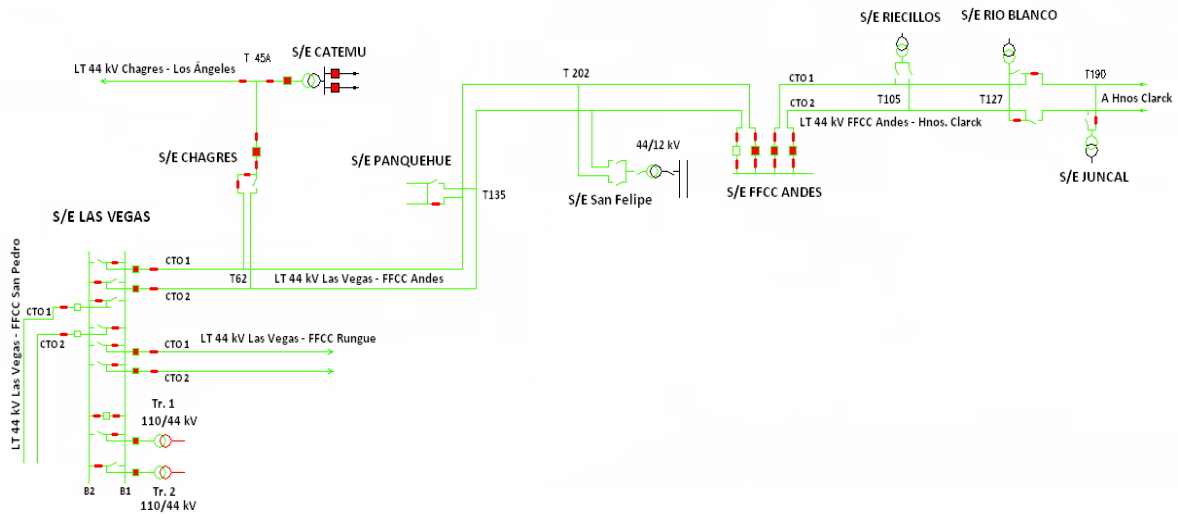 S/E RIECILLOS
S/E RIO BLANCO
T 45A
S/E CATEMU
LT 44 kV Chagres - Los Ángeles
T 202
CTO 1
T190
CTO 2
T105
T127
A Hnos Clarck
LT 44 kV FFCC Andes - Hnos. Clarck
S/E CHAGRES
S/E PANQUEHUE
44/12 kV
T135
S/E San Felipe
S/E FFCC ANDES
S/E JUNCAL
S/E LAS VEGAS
LT 44 kV Las Vegas - FFCC San Pedro
CTO 1
T62
LT 44 kV Las Vegas - FFCC Andes
CTO 2
CTO 1
CTO 2
CTO 1
LT 44 kV Las Vegas - FFCC Rungue
CTO 2
Tr. 1
110/44 kV
B2
B1
Tr. 2
110/44 kV